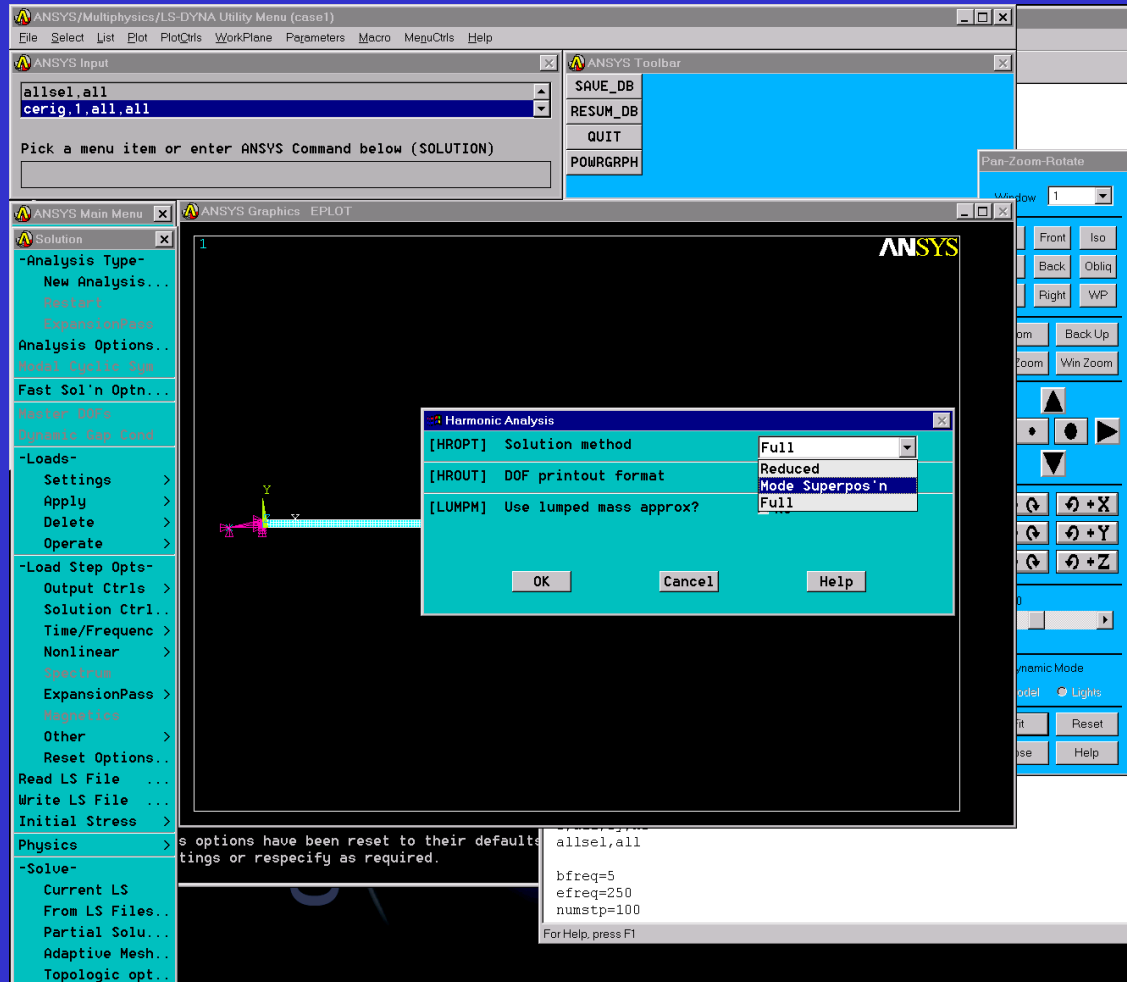 ANSYS/Multiphysics/LS-DYNA Utility Menu (case1)
File Select List Plot PlotCtrls WorkPlane Parameters Macro MenuCtrls Help
ANSYS Input
allsel,all
cerig,1,all,all
Pick a menu item or enter ANSYS Command below (SOLUTION)
ANSYS Toolbar
SAVE_DB
RESUM_DB
QUIT
POWRGRPH
Pan-Zoom-Rotate
Window 1
Front Iso
Back Obliq
Right WP
Back Up
Zoom Win Zoom
+X
+Y
+Z
Lights
Reset
Help
ANSYS Main Menu
Solution
-Analysis Type-
New Analysis...
Restart
ExpansionPass
Analysis Options..
Modal Cyclic Sym
Fast Sol'n Optn...
Master DOFs
Dynamic Gap Cond
-Loads-
Settings >
Apply >
Delete >
Operate >
-Load Step Opts-
Output Ctrls >
Solution Ctrl..
Time/Frequenc >
Nonlinear >
Spectrum
ExpansionPass >
Magnetics
Other >
Reset Options..
Read LS File ...
Write LS File ...
Initial Stress >
Physics >
-Solve-
Current LS
From LS Files..
Partial Solu...
Adaptive Mesh..
Topologic opt..
ANSYS Graphics EPLOT
1
ANSYS
Y
Harmonic Analysis
[HROPT] Solution method Full
Reduced
Mode Superpos'n
Full
[HROUT] DOF printout format
[LUMPM] Use lumped mass approx?
OK Cancel Help
s options have been reset to their defaults
tings or respecify as required.
allsel,all
bfreq=5
efreq=250
numstp=100
For Help, press F1